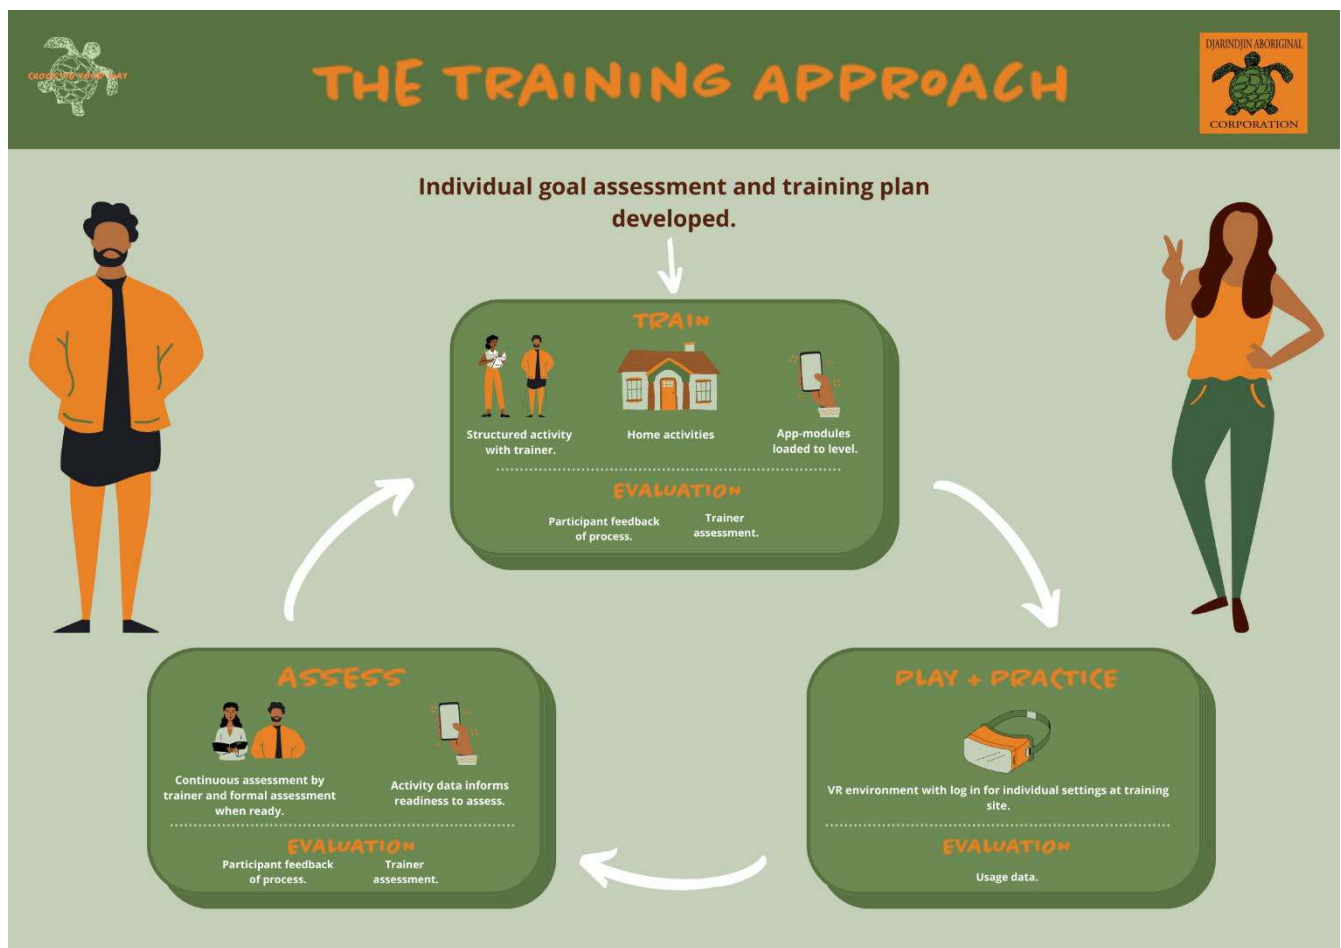 CHOOSING YOUR WAY
THE TRAINING APPROACH
DJARINDJIN ABORIGINAL
CORPORATION
Individual goal assessment and training plan
developed.
TRAIN
Structured activity
with trainer.
Home activities
App-modules
loaded to level.
EVALUATION
Participant feedback
of process.
Trainer
assessment.
ASSESS
Continuous assessment by
trainer and formal assessment
when ready.
Activity data informs
readiness to assess.
EVALUATION
Participant feedback
of process.
Trainer
assessment.
PLAY + PRACTICE
VR environment with log in for individual settings at training
site.
EVALUATION
Usage data.